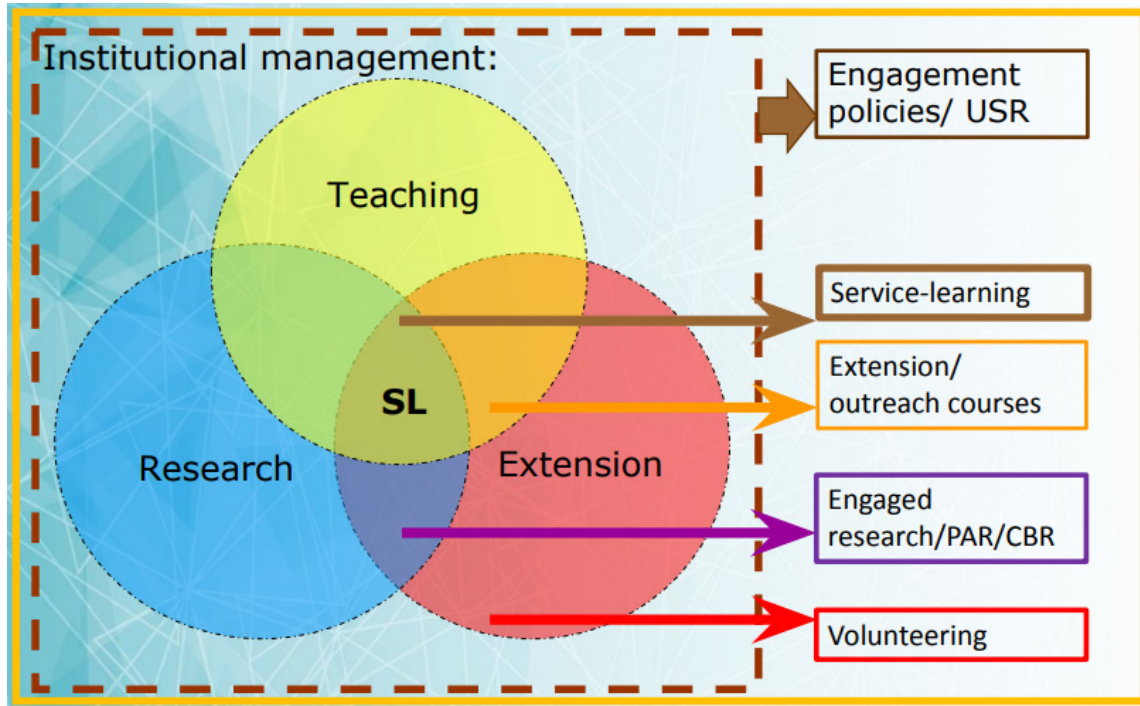 Institutional management:
Engagement
policies/ USR
Teaching
Service-learning
Extension/
outreach courses
SL
Research
Extension
Engaged
research/PAR/CBR
Volunteering